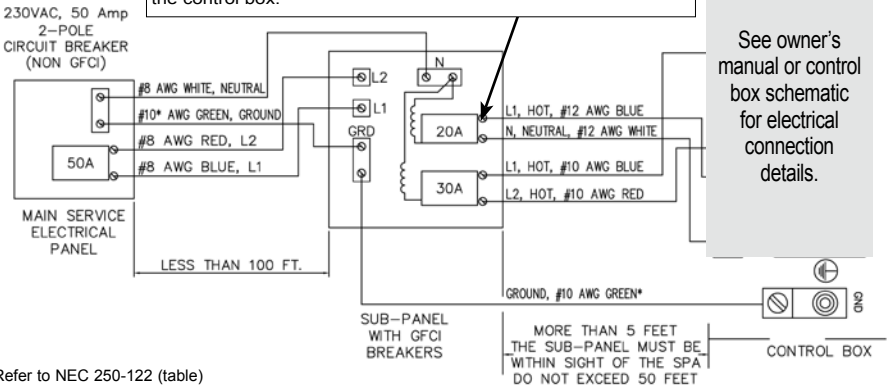 the control box.
230VAC, 50 Amp
2-POLE
CIRCUIT BREAKER
(NON GFCI)
#8 AWG WHITE, NEUTRAL
#10* AWG GREEN, GROUND
#8 AWG RED, L2
#8 AWG BLUE, L1
50A
MAIN SERVICE
ELECTRICAL
PANEL
LESS THAN 100 FT.
N
L2
L1
GRD
20A
30A
L1, HOT, #12 AWG BLUE
N, NEUTRAL, #12 AWG WHITE
L1, HOT, #10 AWG BLUE
L2, HOT, #10 AWG RED
See owner's
manual or control
box schematic
for electrical
connection
details.
GROUND, #10 AWG GREEN*
GND
SUB-PANEL
WITH GFCI
BREAKERS
MORE THAN 5 FEET
THE SUB-PANEL MUST BE
WITHIN SIGHT OF THE SPA
DO NOT EXCEED 50 FEET
CONTROL BOX
Refer to NEC 250-122 (table)